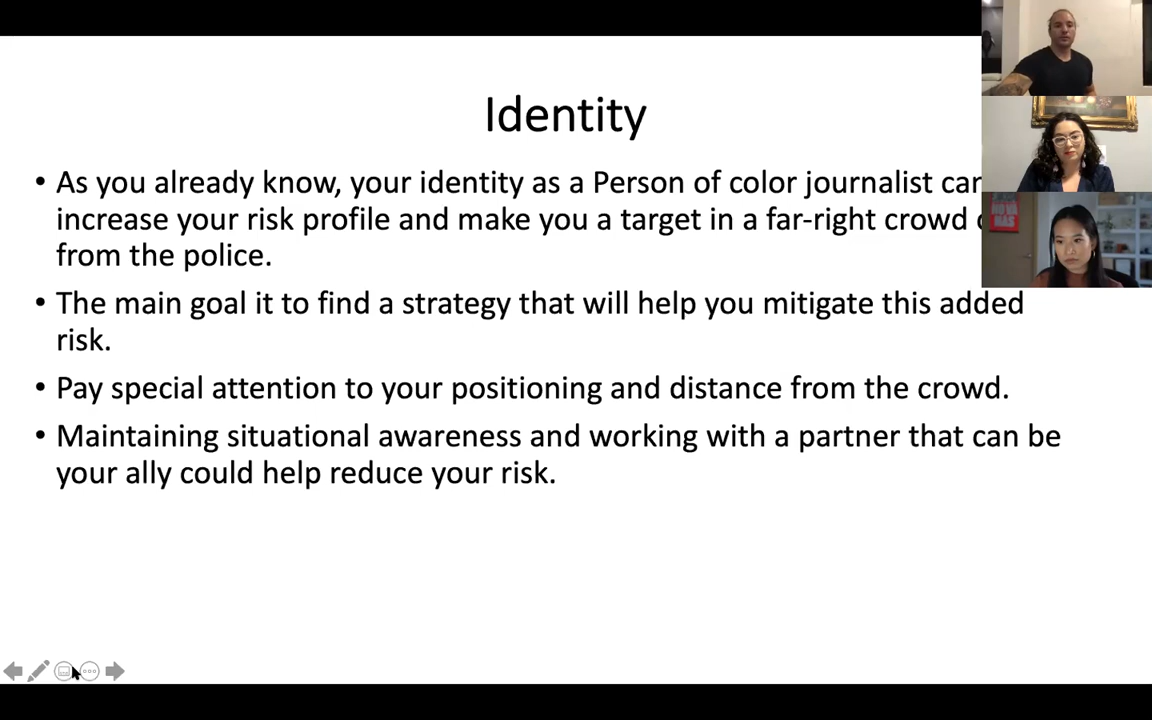 Identity
• As you already know, your identity as a Person of color journalist can
increase your risk profile and make you a target in a far-right crowd
from the police.
• The main goal it to find a strategy that will help you mitigate this added
risk.
• Pay special attention to your positioning and distance from the crowd.
• Maintaining situational awareness and working with a partner that can be
your ally could help reduce your risk.